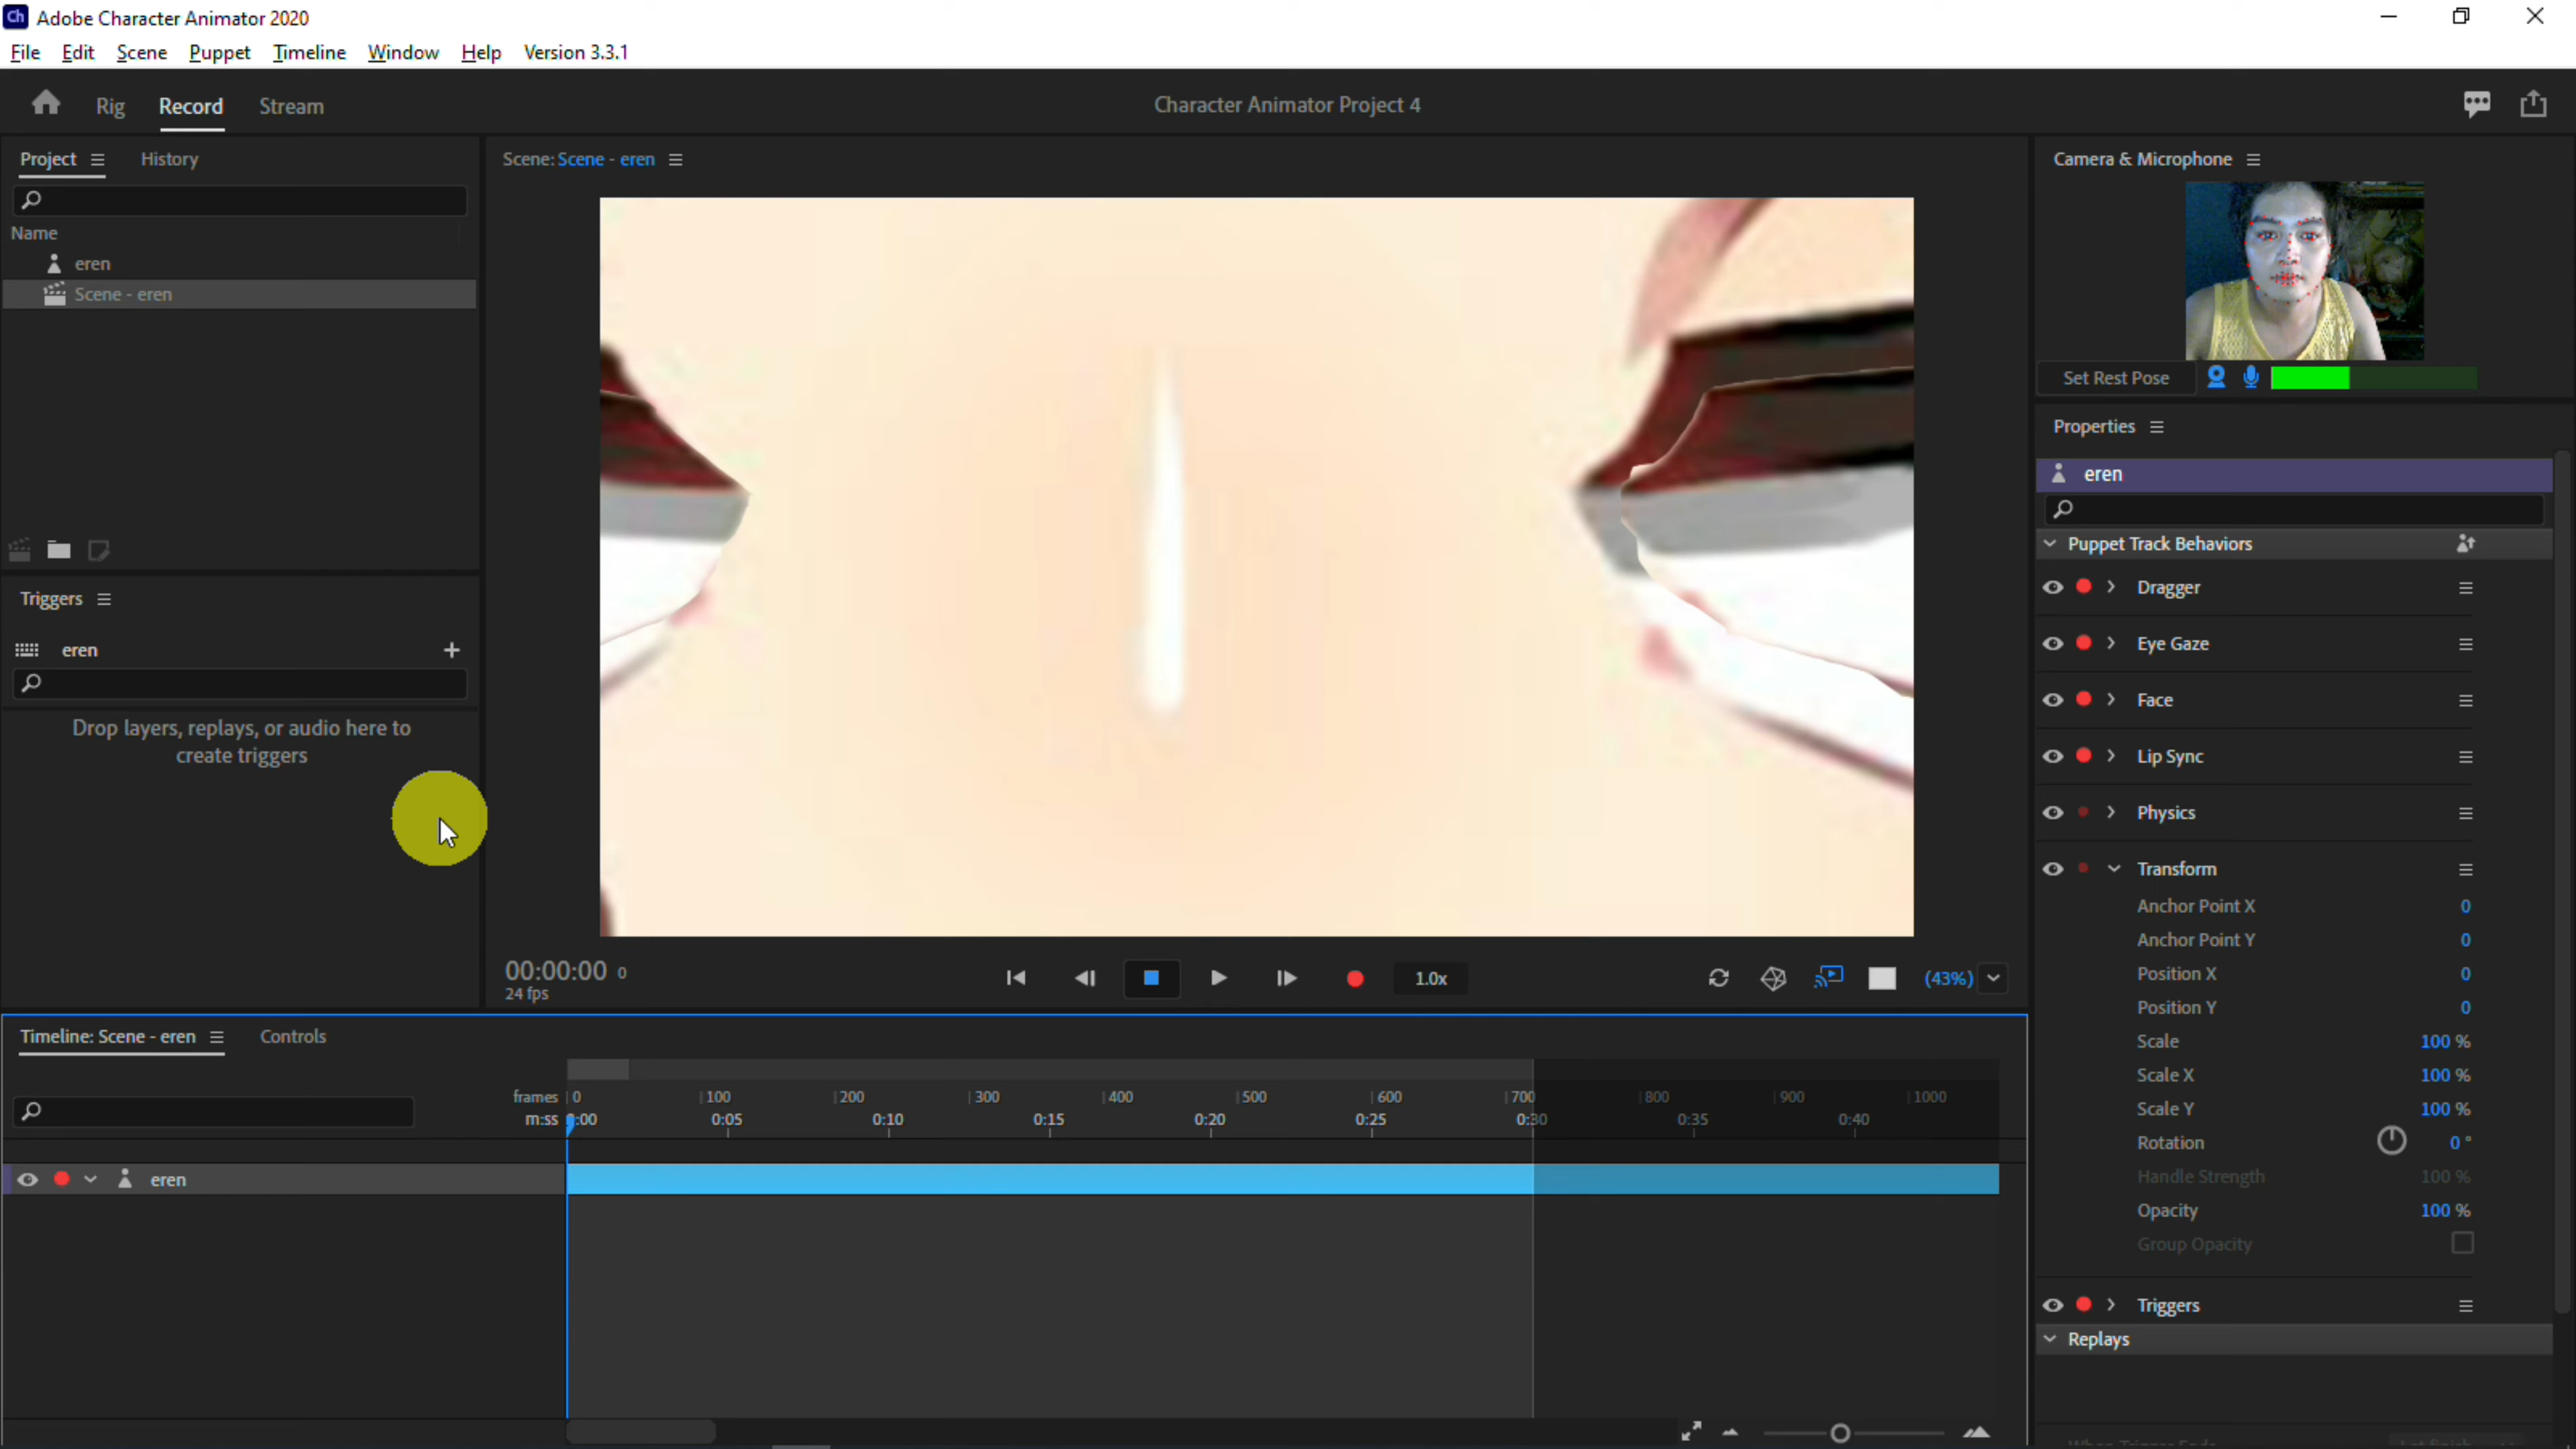 Ch Adobe Character Animator 2020
File Edit Scene Puppet Timeline Window Help Version 3.3.1
Rig Record Stream
Character Animator Project 4
Project History
Name
eren
Scene - eren
Triggers
eren
Drop layers, replays, or audio here to
create triggers
Scene: Scene - eren
00:00:00 0
24 fps
1.0x
(43%)
Camera & Microphone
Set Rest Pose
Properties
eren
Puppet Track Behaviors
Dragger
Eye Gaze
Face
Lip Sync
Physics
Transform
Anchor Point X 0
Anchor Point Y 0
Position X 0
Position Y 0
Scale 100 %
Scale X 100 %
Scale Y 100 %
Rotation 0 °
Handle Strength 100 %
Opacity 100 %
Group Opacity
Triggers
Replays
Timeline: Scene - eren Controls
frames 0 100 200 300 400 500 600 700 800 900 1000
m:ss 0:00 0:05 0:10 0:15 0:20 0:25 0:30 0:35 0:40
eren